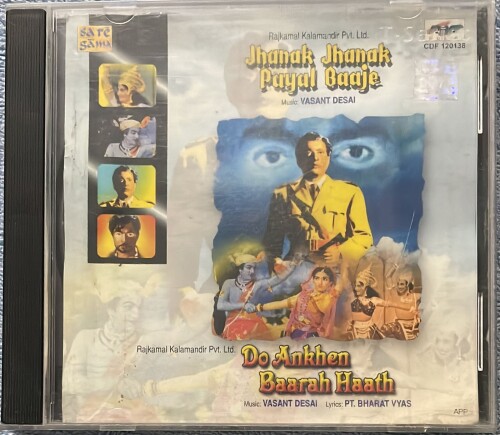 sa re
ga ma
Rajkamal Kalamandir Pvt. Ltd.
T-Series
CDF 120138
Jhanak Jhanak
Payal Baaje
Music: VASANT DESAI
Rajkamal Kalamandir Pvt. Ltd.
Do Ankhen
Baarah Haath
Music: VASANT DESAI Lyrics: PT. BHARAT VYAS